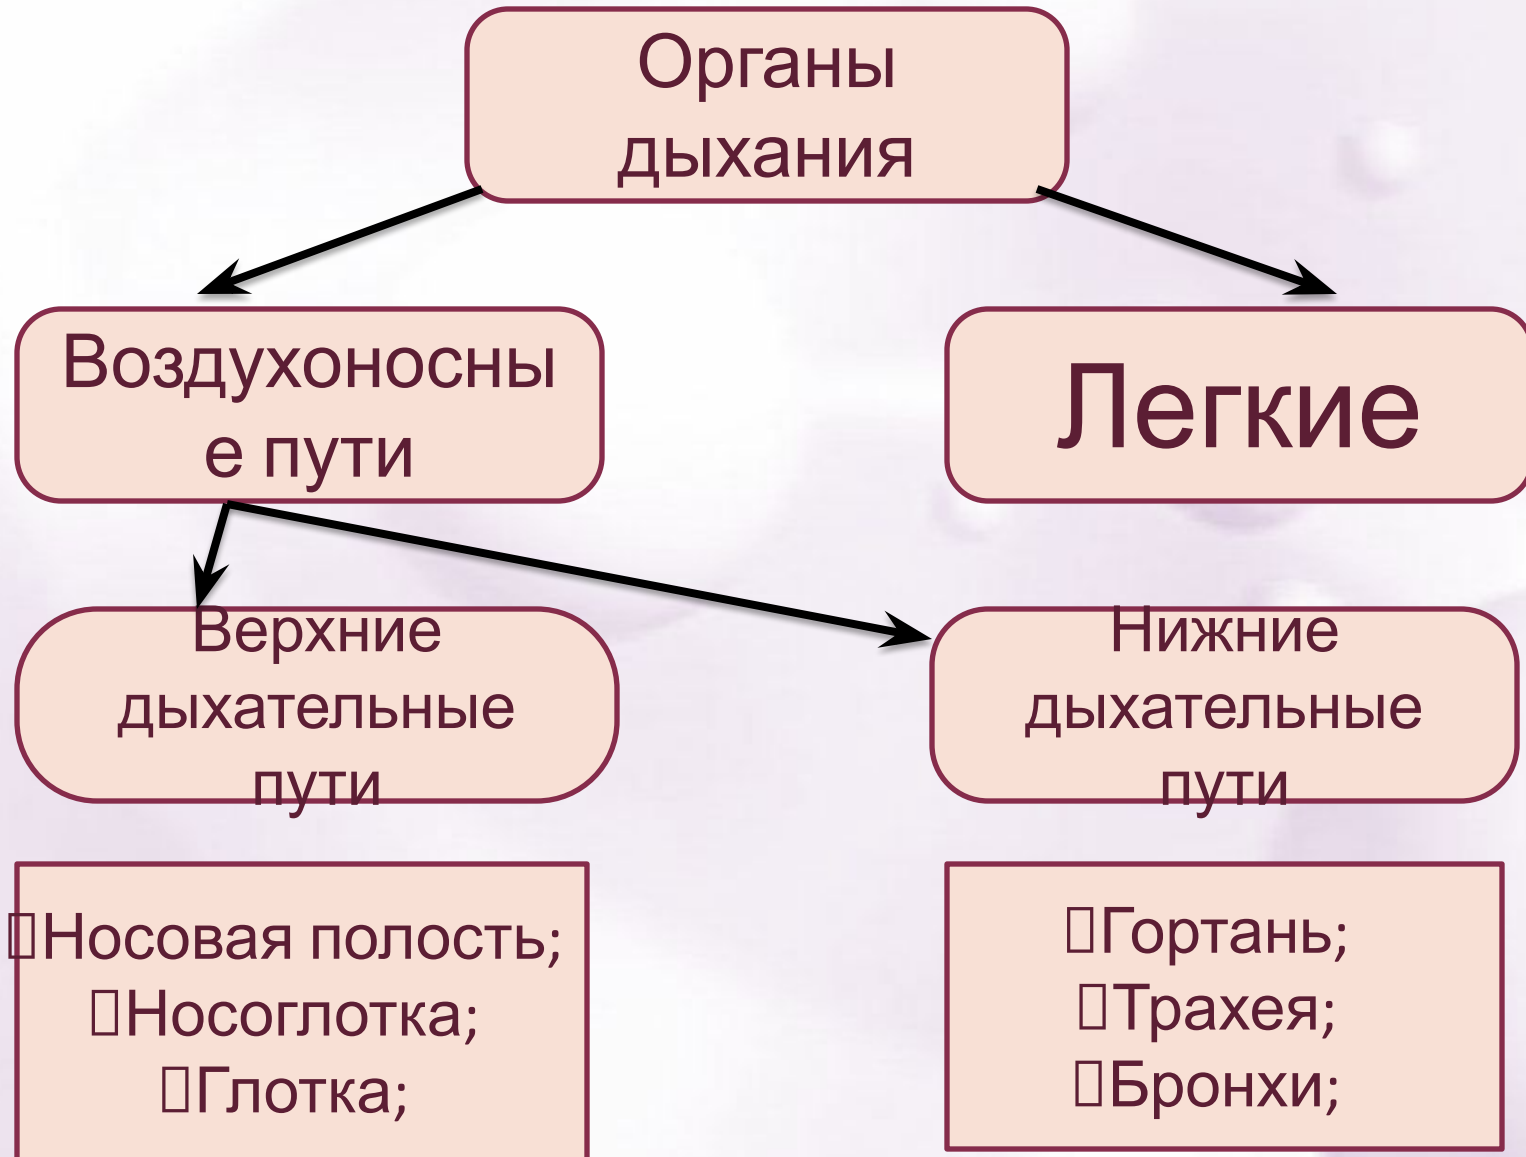 Органы
дыхания
Воздухоносны
е пути
Легкие
Верхние
дыхательные
пути
Нижние
дыхательные
пути
Носовая полость;
Носоглотка;
Глотка;
Гортань;
Трахея;
Бронхи;